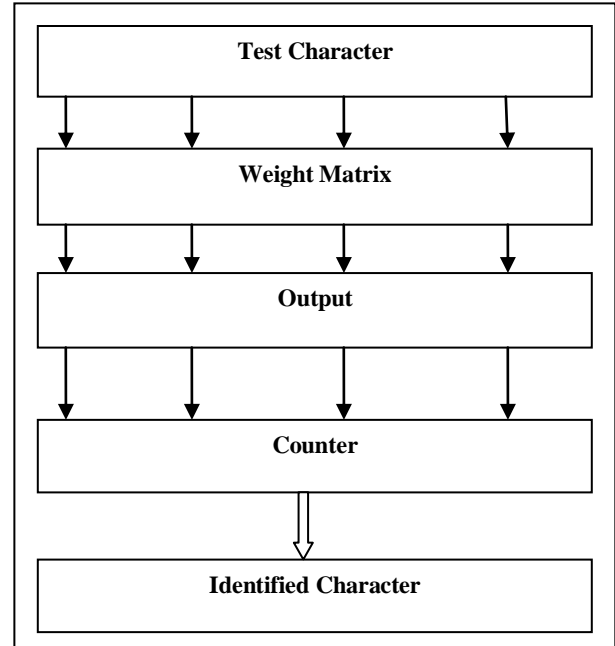 Test Character
Weight Matrix
Output
Counter
Identified Character